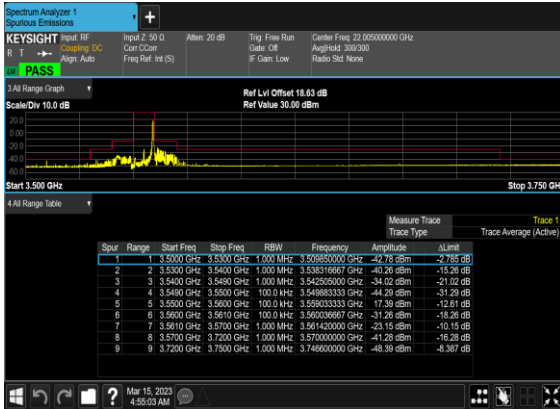 Spectrum Analyzer 1
Spurious Emissions
KEYSIGHT
R T
Input: RF
Coupling: DC
Align: Auto
Input Z: 50 Ω
Corr CCorr
Freq Ref: Int (S)
Atten: 20 dB
Trig: Free Run
Gate: Off
IF Gain: Low
Center Freq: 22.005000000 GHz
Avg|Hold: 300/300
Radio Std: None
PASS
3 All Range Graph
Scale/Div 10.0 dB
Ref Lvl Offset 18.63 dB
Ref Value 30.00 dBm
20.0
0.00
-20.0
-40.0
-60.0
Start 3.500 GHz
Stop 3.750 GH
4 All Range Table
Measure Trace Trace 1
Trace Type Trace Average (Active)
Spur Range Start Freq Stop Freq RBW Frequency Amplitude ΔLimit
1 1 3.5000 GHz 3.5300 GHz 1.000 MHz 3.509850000 GHz -42.78 dBm -2.785 dB
2 2 3.5300 GHz 3.5400 GHz 1.000 MHz 3.538316667 GHz -40.26 dBm -15.26 dB
3 3 3.5400 GHz 3.5490 GHz 1.000 MHz 3.542505000 GHz -34.02 dBm -21.02 dB
4 4 3.5490 GHz 3.5500 GHz 100.0 kHz 3.549883333 GHz -44.29 dBm -31.29 dB
5 5 3.5500 GHz 3.5600 GHz 100.0 kHz 3.559033333 GHz 17.39 dBm -12.61 dB
6 6 3.5600 GHz 3.5610 GHz 100.0 kHz 3.560036667 GHz -31.26 dBm -18.26 dB
7 7 3.5610 GHz 3.5700 GHz 1.000 MHz 3.561420000 GHz -23.15 dBm -10.15 dB
8 8 3.5700 GHz 3.7200 GHz 1.000 MHz 3.570000000 GHz -41.28 dBm -16.28 dB
9 9 3.7200 GHz 3.7500 GHz 1.000 MHz 3.746600000 GHz -48.39 dBm -8.387 dB
Mar 15, 2023
4:55:03 AM